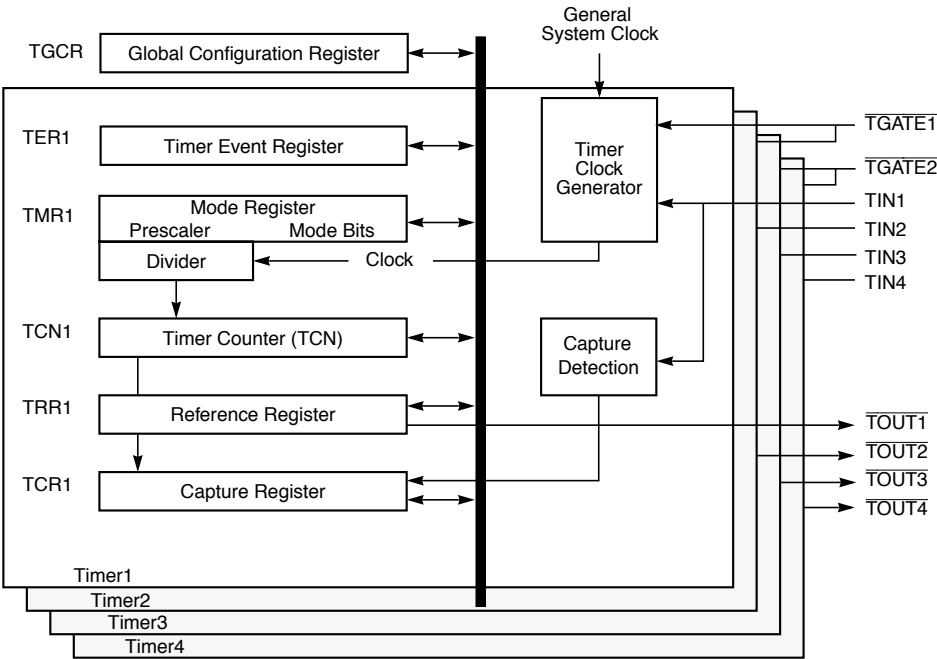 General
System Clock
TGCR
Global Configuration Register
TER1
Timer Event Register
TMR1
Mode Register
Prescaler
Mode Bits
Divider
Clock
TCN1
Timer Counter (TCN)
TRR1
Reference Register
TCR1
Capture Register
Timer
Clock
Generator
Capture
Detection
TGATE1
TGATE2
TIN1
TIN2
TIN3
TIN4
TOUT1
TOUT2
TOUT3
TOUT4
Timer1
Timer2
Timer3
Timer4